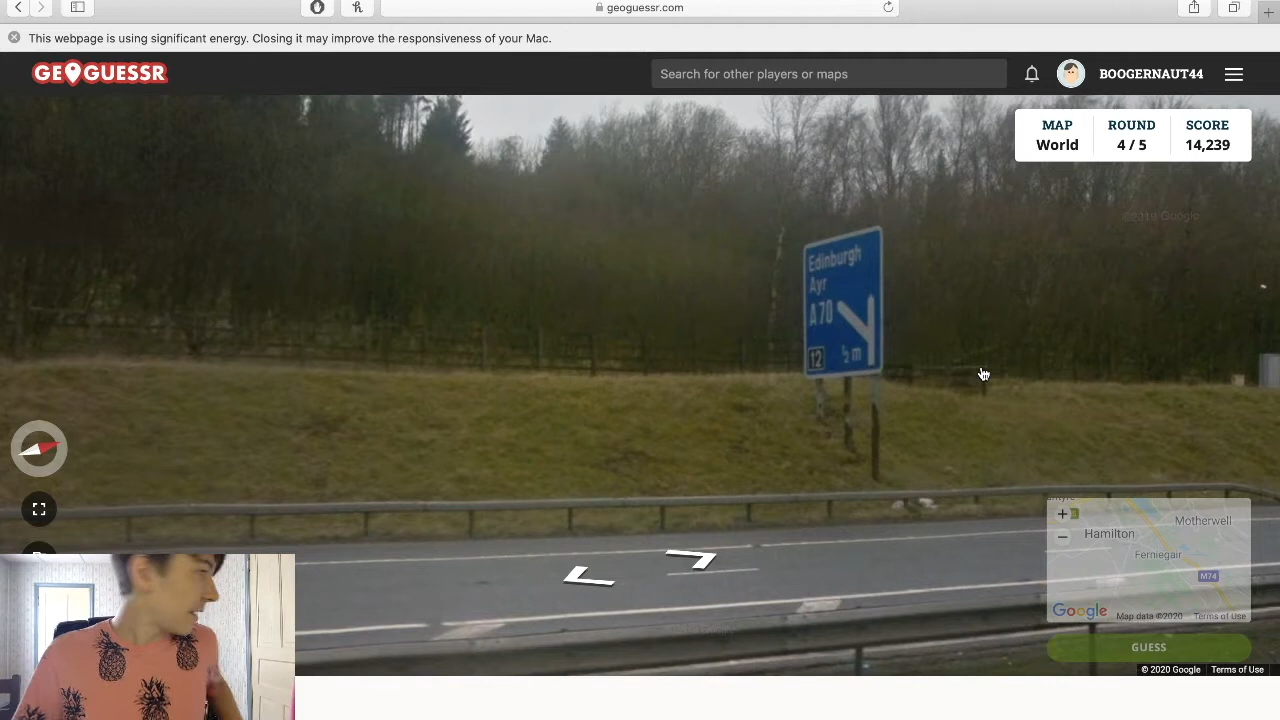 geoguessr.com
This webpage is using significant energy. Closing it may improve the responsiveness of your Mac.
GEOGUESSR
Search for other players or maps
BOOGERNAUT44
MAP ROUND SCORE
World 4 / 5 14,239
©2019 Google
Edinburgh
Ayr
A70
12 ½ m
Motherwell
Hamilton
Ferniegair
M74
Google Map data ©2020 Terms of Use
GUESS
© 2020 Google Terms of Use